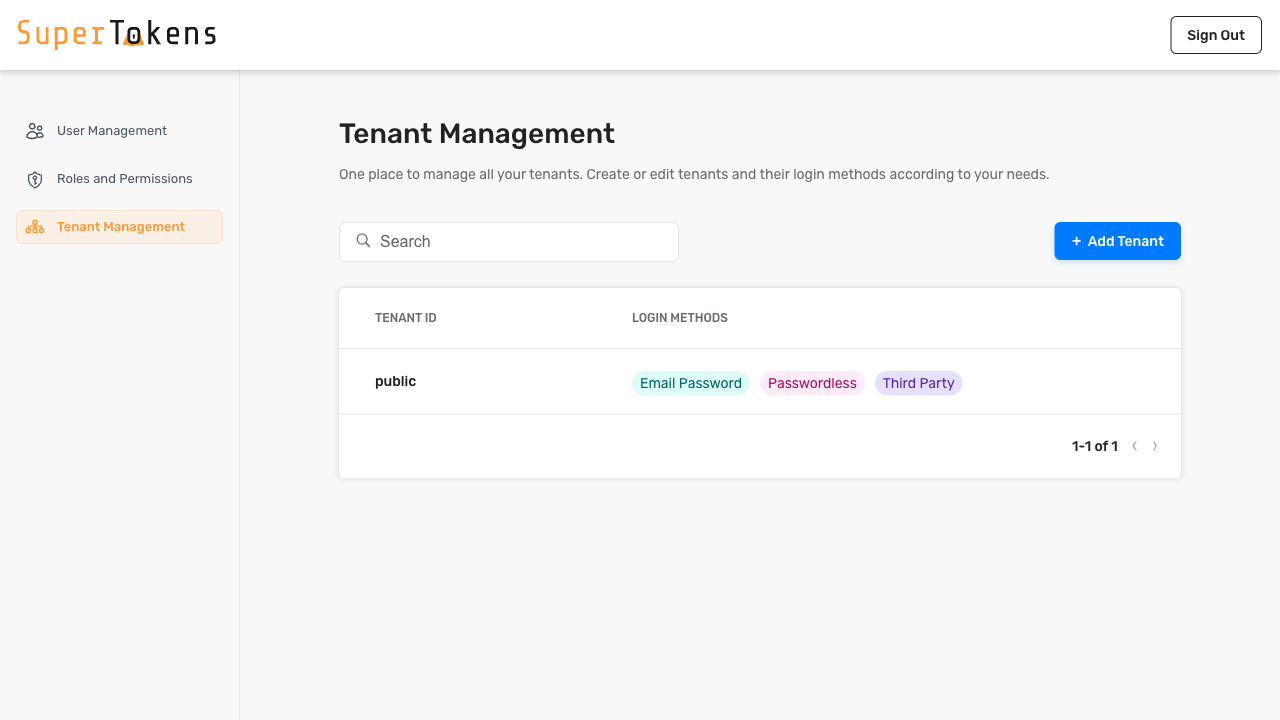 SuperTokens
Sign Out
User Management
Roles and Permissions
Tenant Management
Tenant Management
One place to manage all your tenants. Create or edit tenants and their login methods according to your needs.
Search
+ Add Tenant
TENANT ID LOGIN METHODS
public Email Password Passwordless Third Party
1-1 of 1